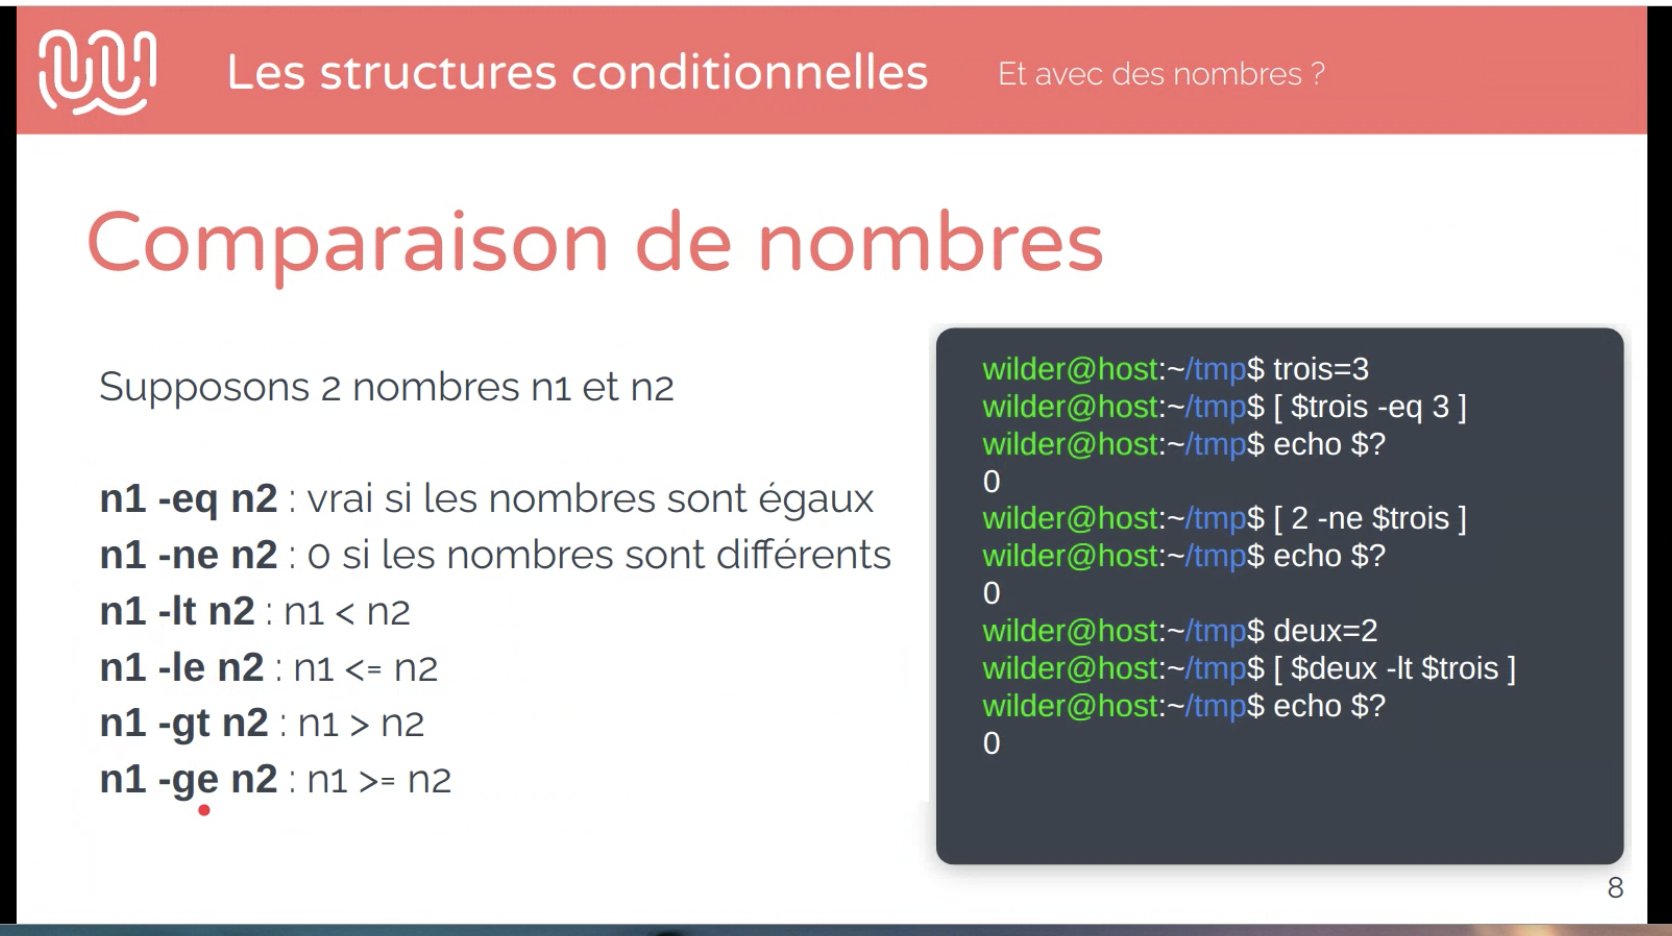 Les structures conditionnelles
Et avec des nombres ?
Comparaison de nombres
Supposons 2 nombres n1 et n2
n1 -eq n2 : vrai si les nombres sont égaux
n1 -ne n2 : 0 si les nombres sont différents
n1 -lt n2 : n1 < n2
n1 -le n2 : n1 <= n2
n1 -gt n2 : n1 > n2
n1 -ge n2 : n1 >= n2
wilder@host:~/tmp$ trois=3
wilder@host:~/tmp$ [ $trois -eq 3 ]
wilder@host:~/tmp$ echo $?
0
wilder@host:~/tmp$ [ 2 -ne $trois ]
wilder@host:~/tmp$ echo $?
0
wilder@host:~/tmp$ deux=2
wilder@host:~/tmp$ [ $deux -lt $trois ]
wilder@host:~/tmp$ echo $?
0
8